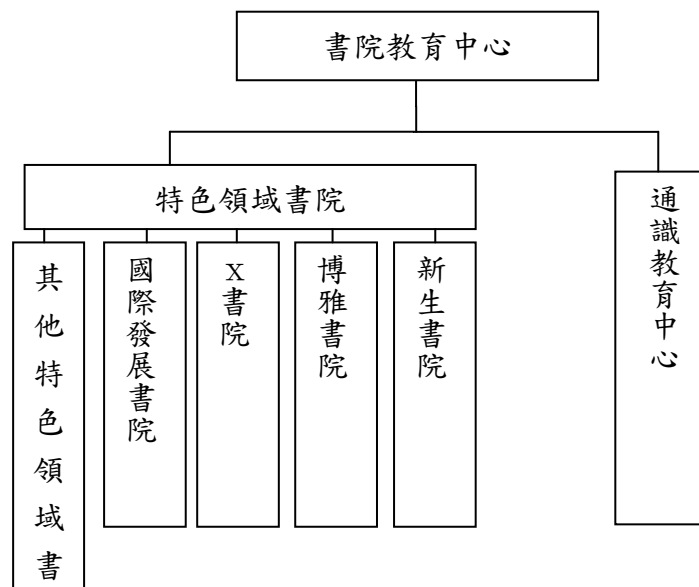 書院教育中心
特色領域書院
通識教育中心
其他特色領域書
國際發展書院
X書院
博雅書院
新生書院